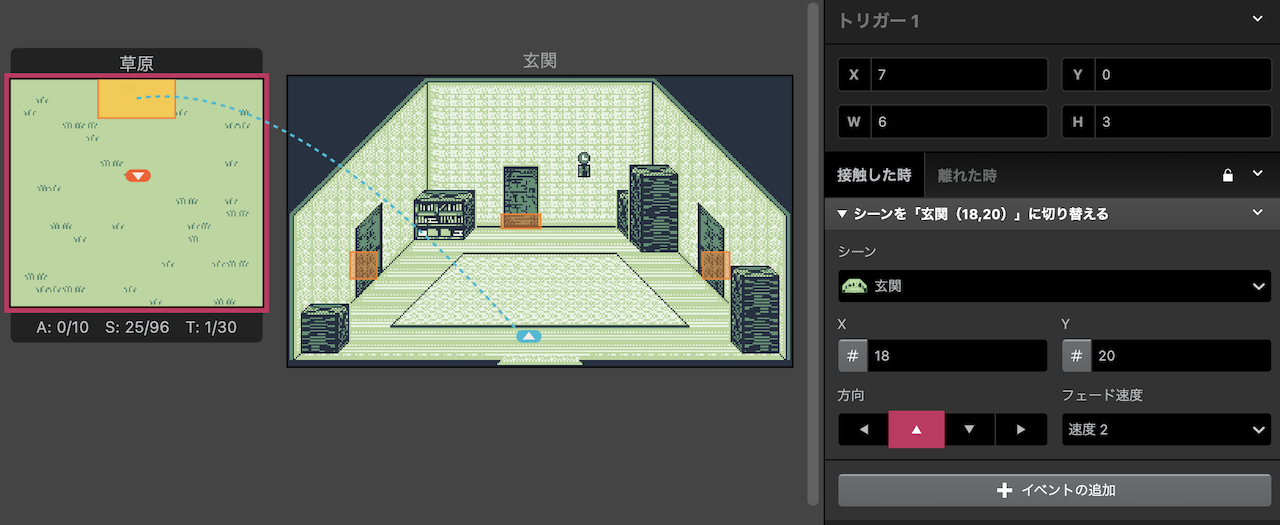 草原
A: 0/10 S: 25/96 T: 1/30
玄関
トリガー 1
X 7 Y 0
W 6 H 3
接触した時 離れた時
▼ シーンを「玄関（18,20）」に切り替える
シーン
玄関
X Y
# 18 # 20
方向 フェード速度
速度 2
イベントの追加